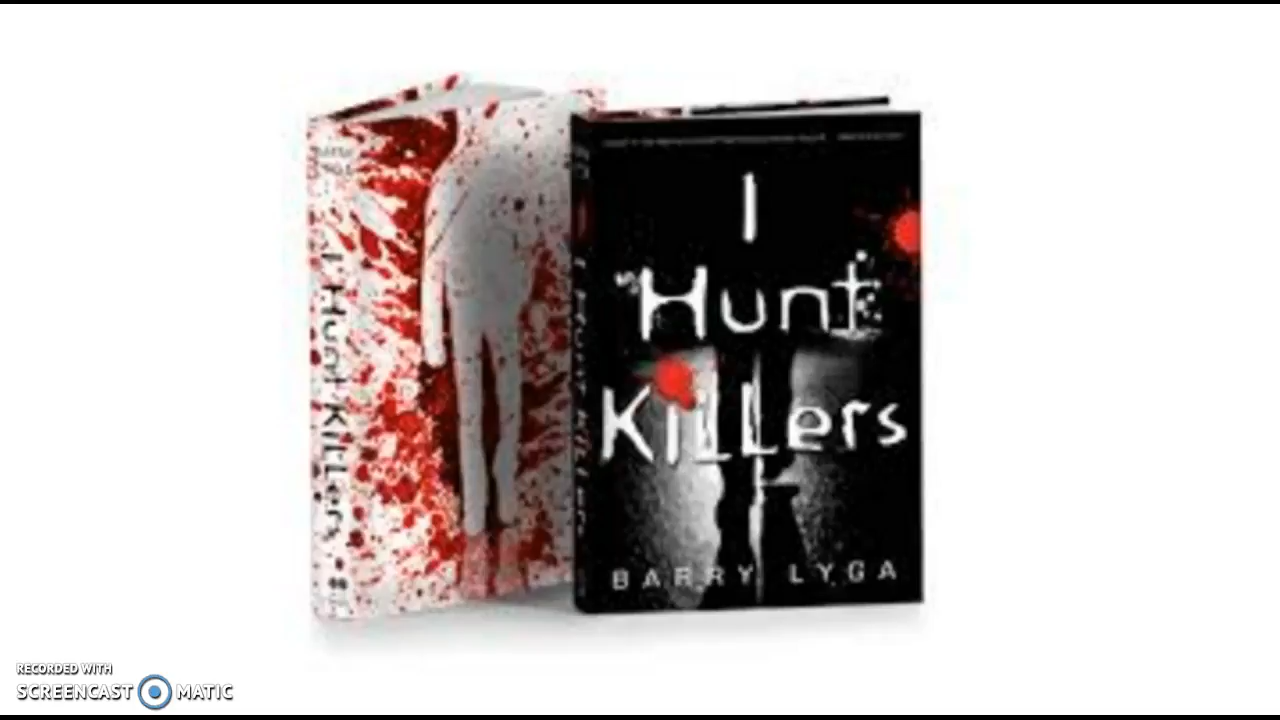 I Hunt Killers
I Hunt Killers
I
Hunt
Killers
BARRY LYGA
RECORDED WITH
SCREENCAST MATIC